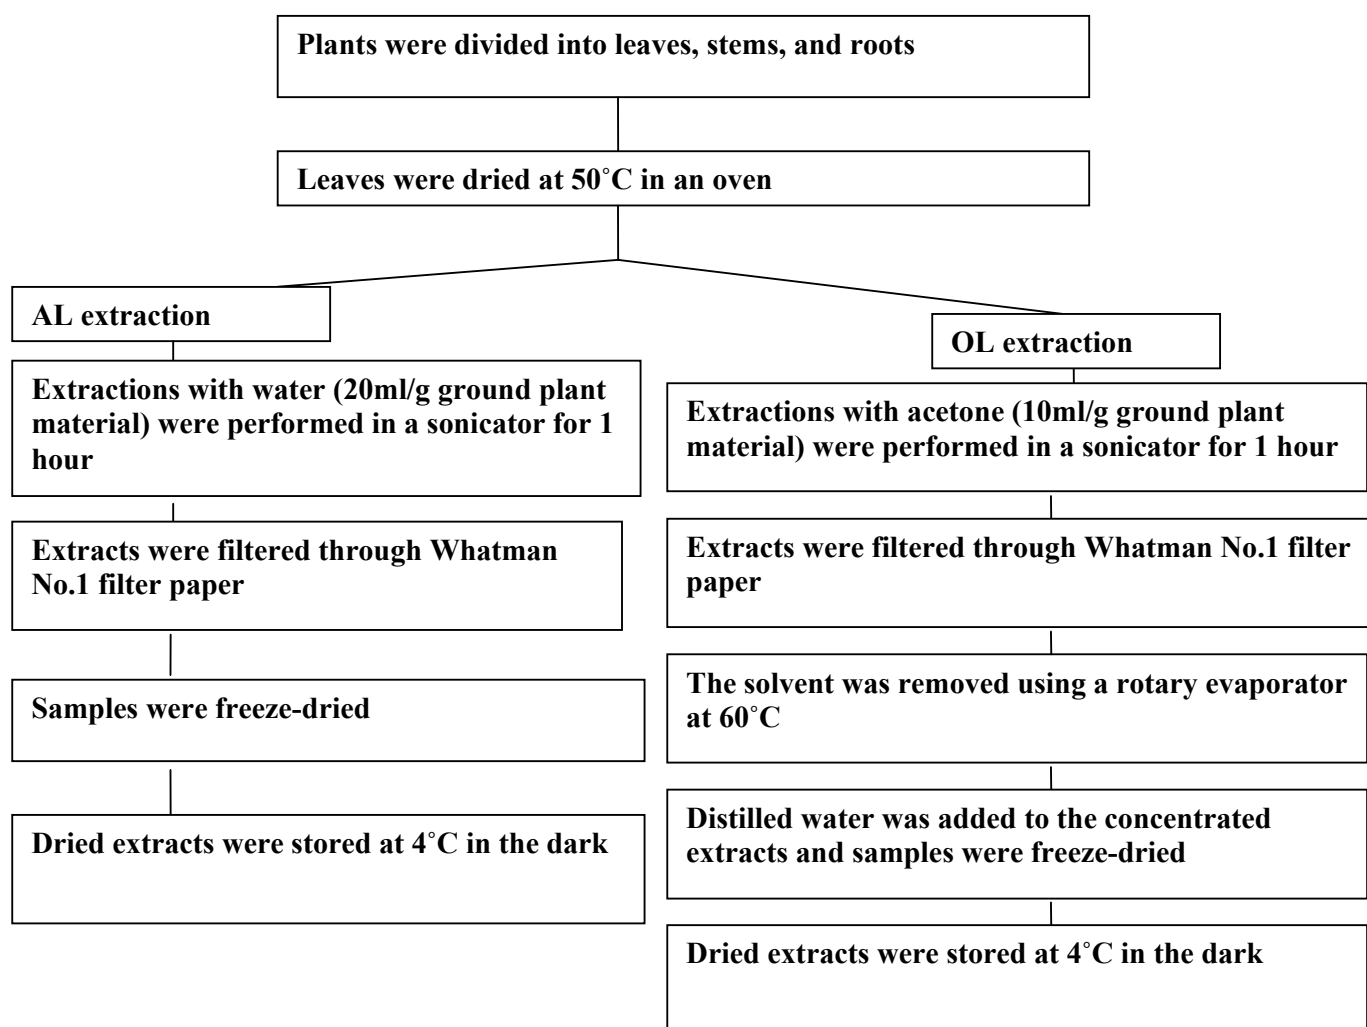 Plants were divided into leaves, stems, and roots
Leaves were dried at 50˚C in an oven
AL extraction
Extractions with water (20ml/g ground plant
material) were performed in a sonicator for 1
hour
Extracts were filtered through Whatman
No.1 filter paper
Samples were freeze-dried
Dried extracts were stored at 4˚C in the dark
OL extraction
Extractions with acetone (10ml/g ground plant
material) were performed in a sonicator for 1 hour
Extracts were filtered through Whatman No.1 filter
paper
The solvent was removed using a rotary evaporator
at 60˚C
Distilled water was added to the concentrated
extracts and samples were freeze-dried
Dried extracts were stored at 4˚C in the dark